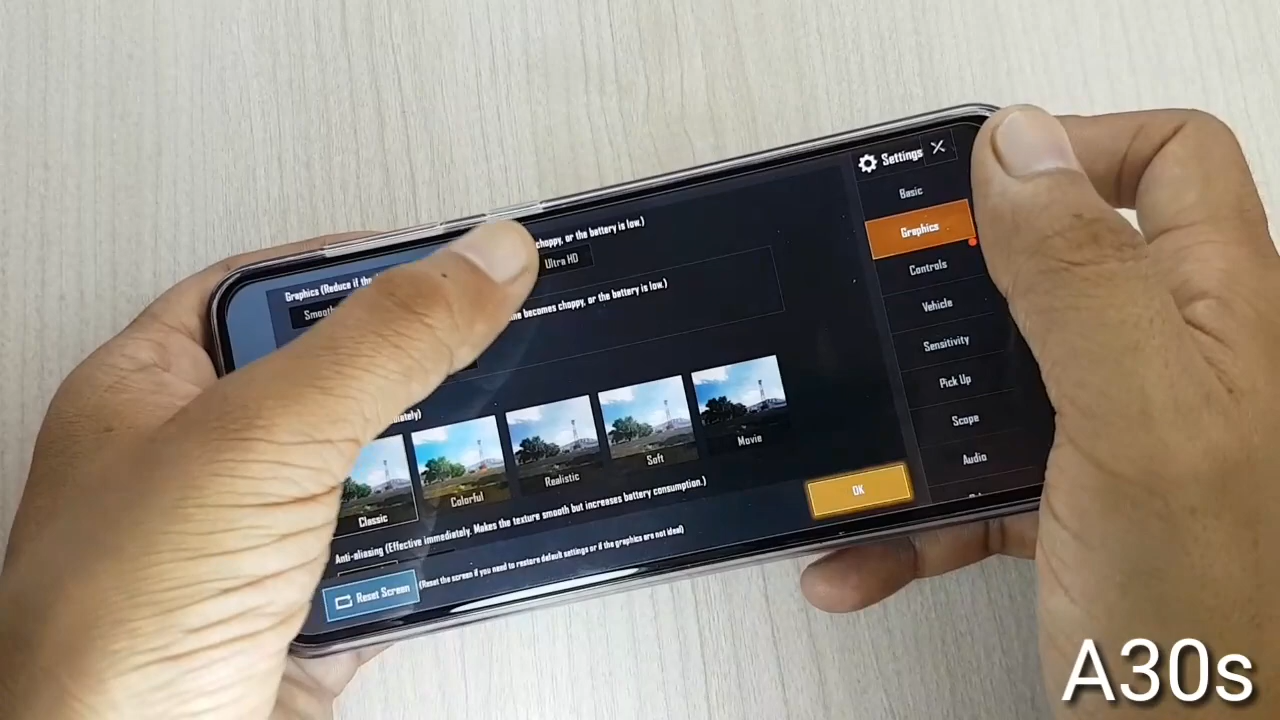 Settings
Basic
Graphics
Controls
Vehicle
Sensitivity
Pick Up
Scope
Audio
choppy, or the battery is low.)
Ultra HD
Graphics (Reduce if the
Smooth
becomes choppy, or the battery is low.)
Classic
Colorful
Realistic
Soft
Movie
Anti-aliasing (Effective immediately. Makes the texture smooth but increases battery consumption.)
Reset Screen
(Reset the screen if you need to restore default settings or if the graphics are not ideal)
OK
A30s